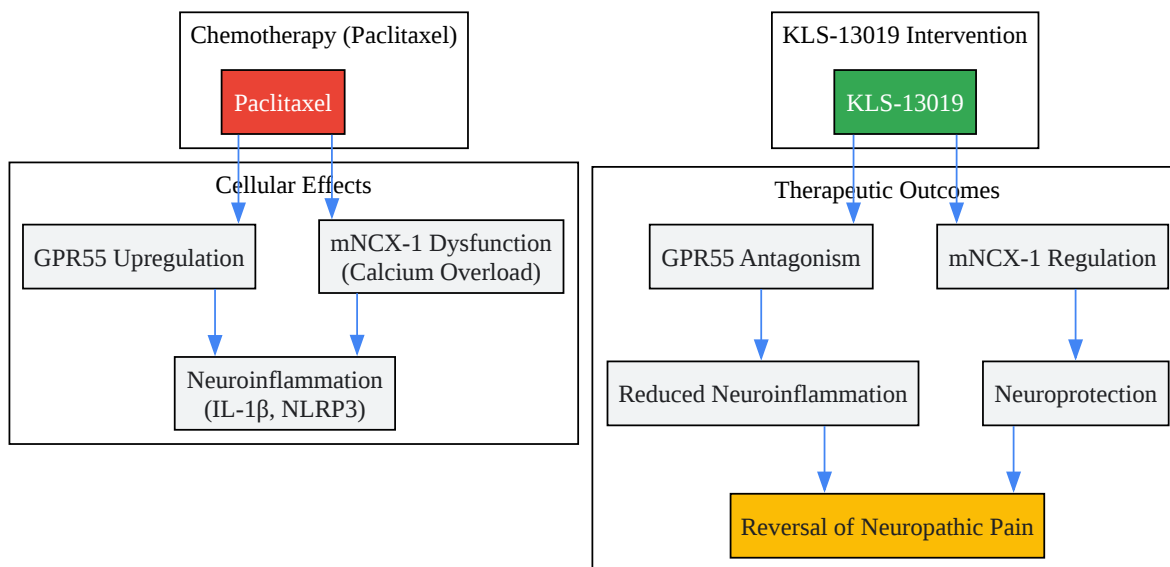 Chemotherapy (Paclitaxel)
Paclitaxel
Cellular Effects
GPR55 Upregulation
mNCX-1 Dysfunction
(Calcium Overload)
Neuroinflammation
(IL-1β, NLRP3)
KLS-13019 Intervention
KLS-13019
Therapeutic Outcomes
GPR55 Antagonism
mNCX-1 Regulation
Reduced Neuroinflammation
Neuroprotection
Reversal of Neuropathic Pain